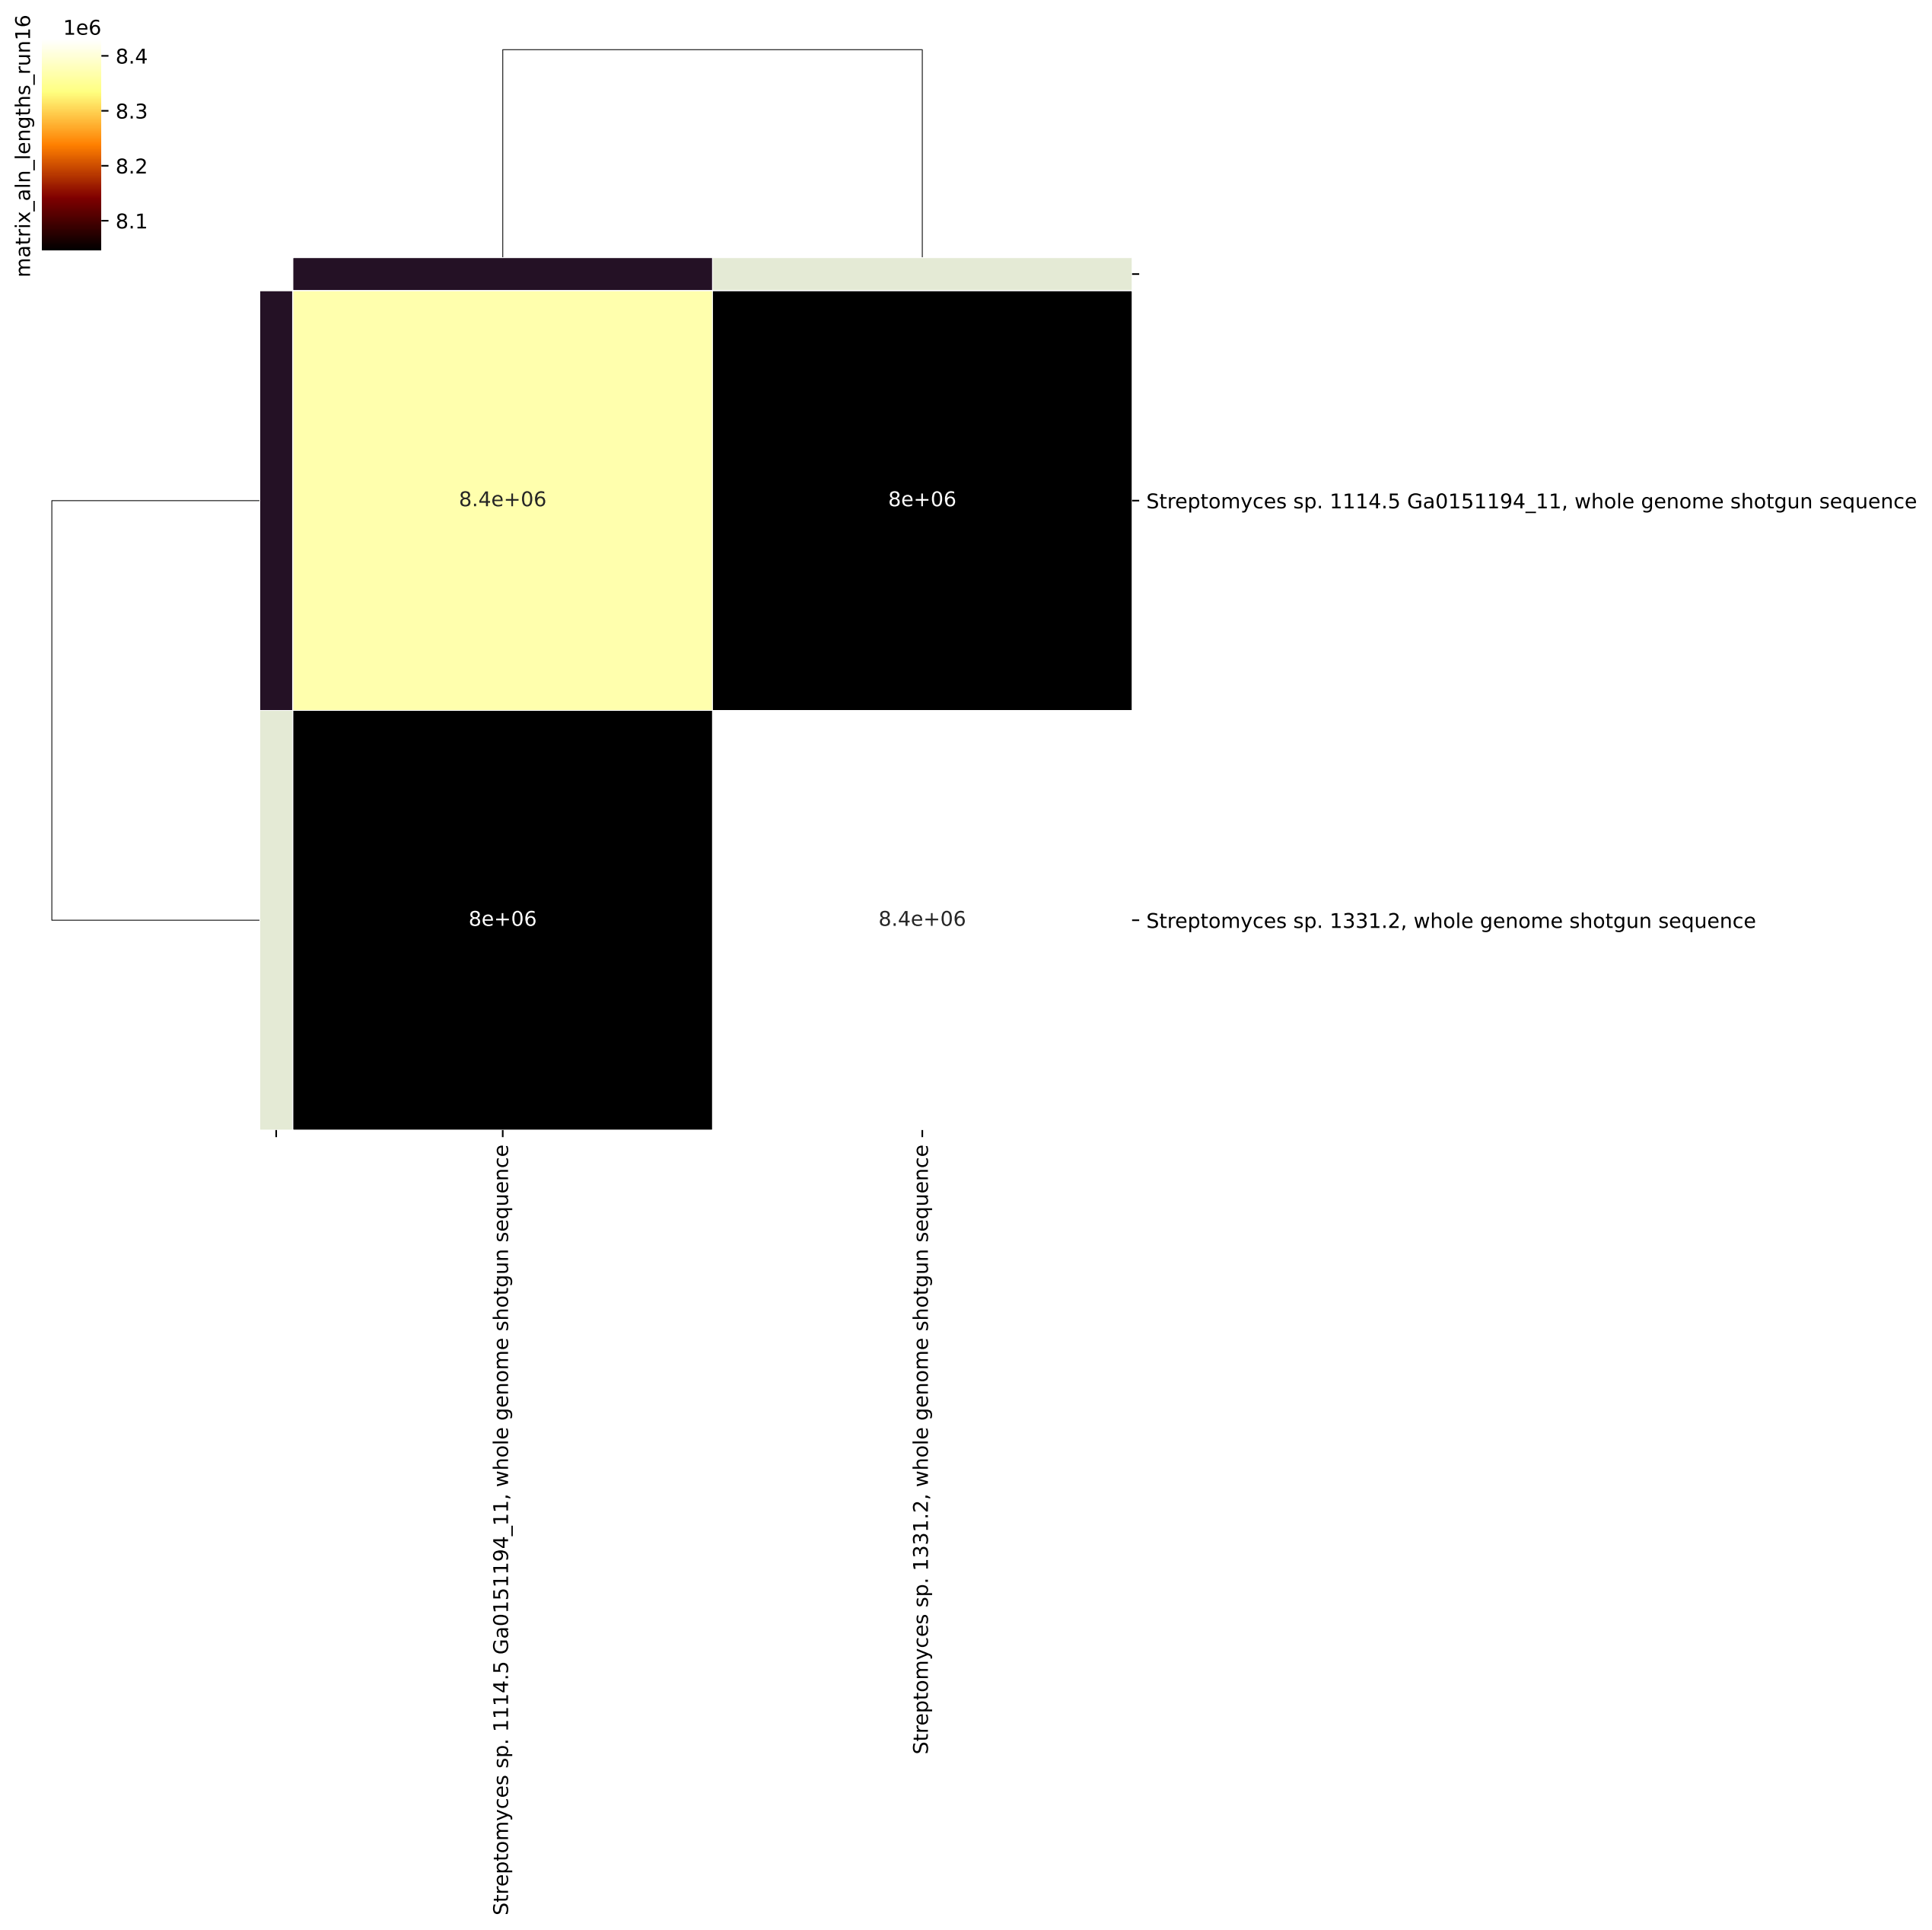 matrix_aln_lengths_run16
1e6
8.4
8.3
8.2
8.1
8.4e+06
8e+06
Streptomyces sp. 1114.5 Ga0151194_11, whole genome shotgun sequence
8e+06
8.4e+06
Streptomyces sp. 1331.2, whole genome shotgun sequence
Streptomyces sp. 1114.5 Ga0151194_11, whole genome shotgun sequence
Streptomyces sp. 1331.2, whole genome shotgun sequence